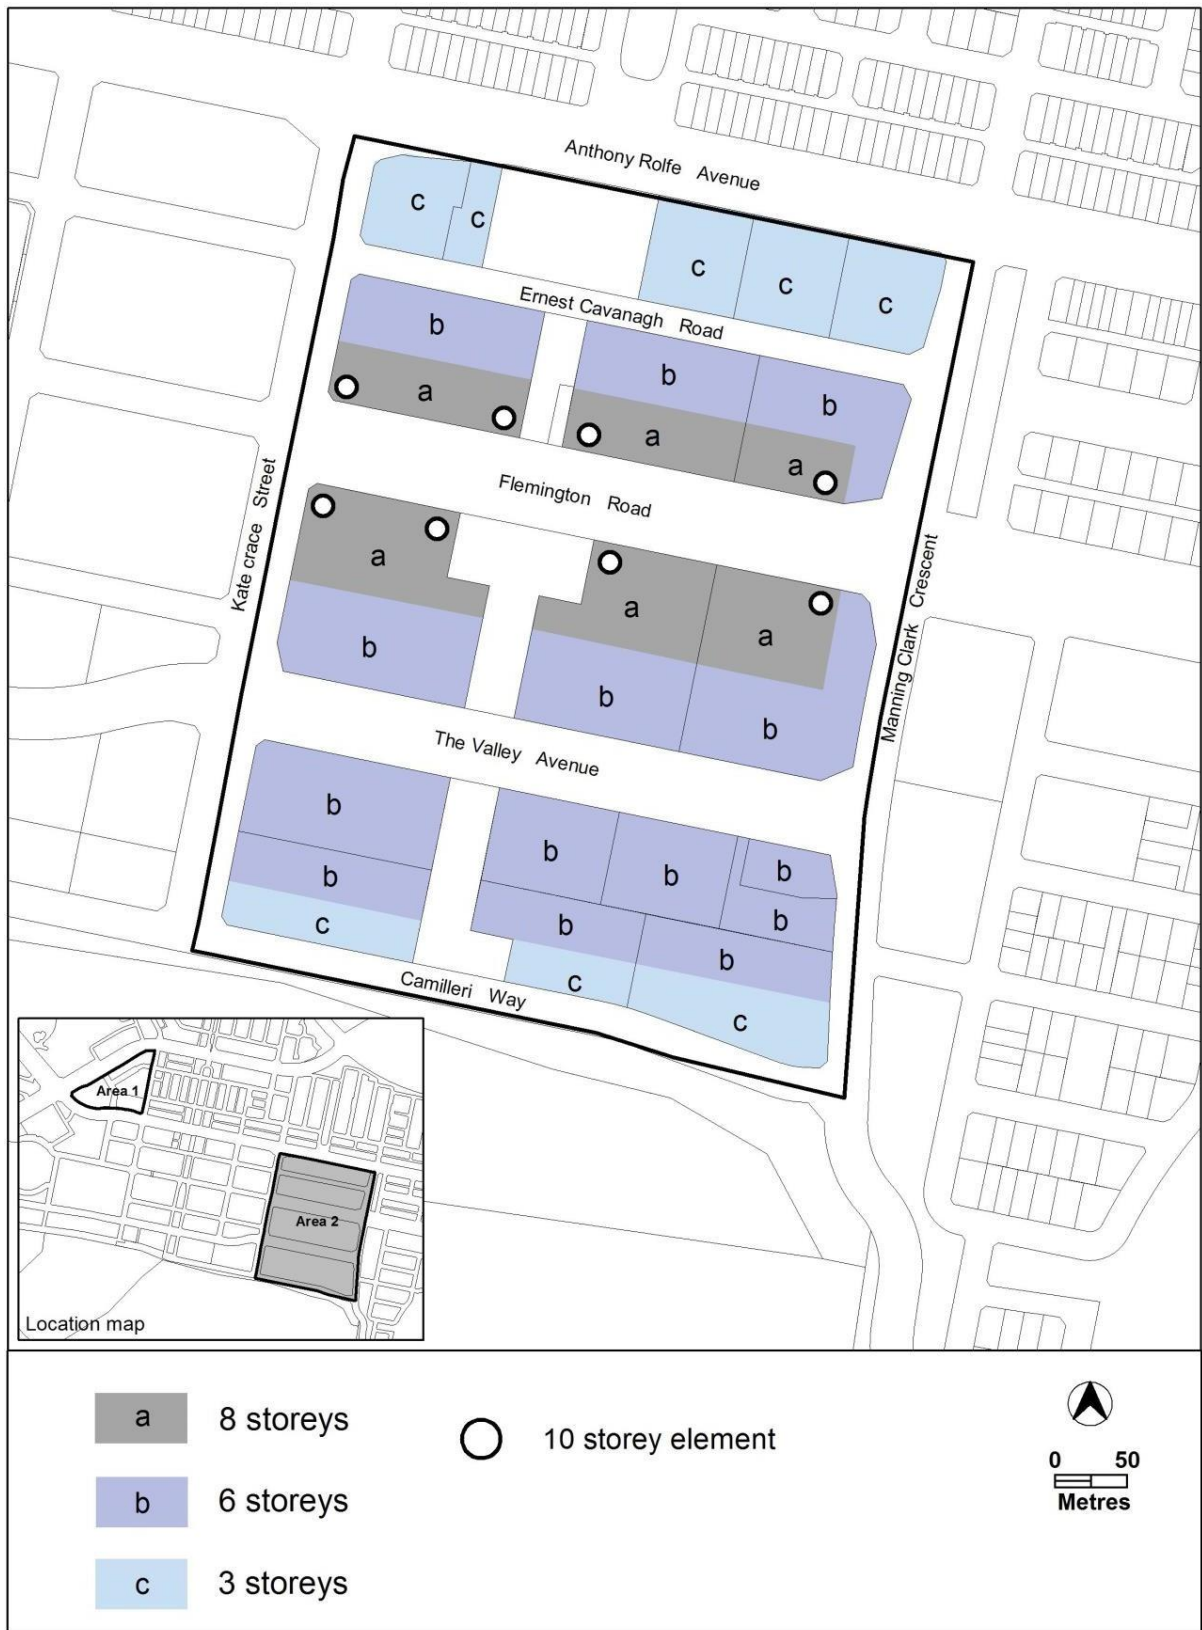 Anthony Rolfe Avenue
c
c
c
c
c
Ernest Cavanagh Road
b
b
b
a
a
a
Flemington Road
Kate crace Street
Manning Clark Crescent
a
a
a
b
b
b
The Valley Avenue
b
b
b
b
b
b
b
b
c
c
c
Camilleri Way
Area 1
Area 2
Location map
a 8 storeys
10 storey element
b 6 storeys
c 3 storeys
0 50
Metres